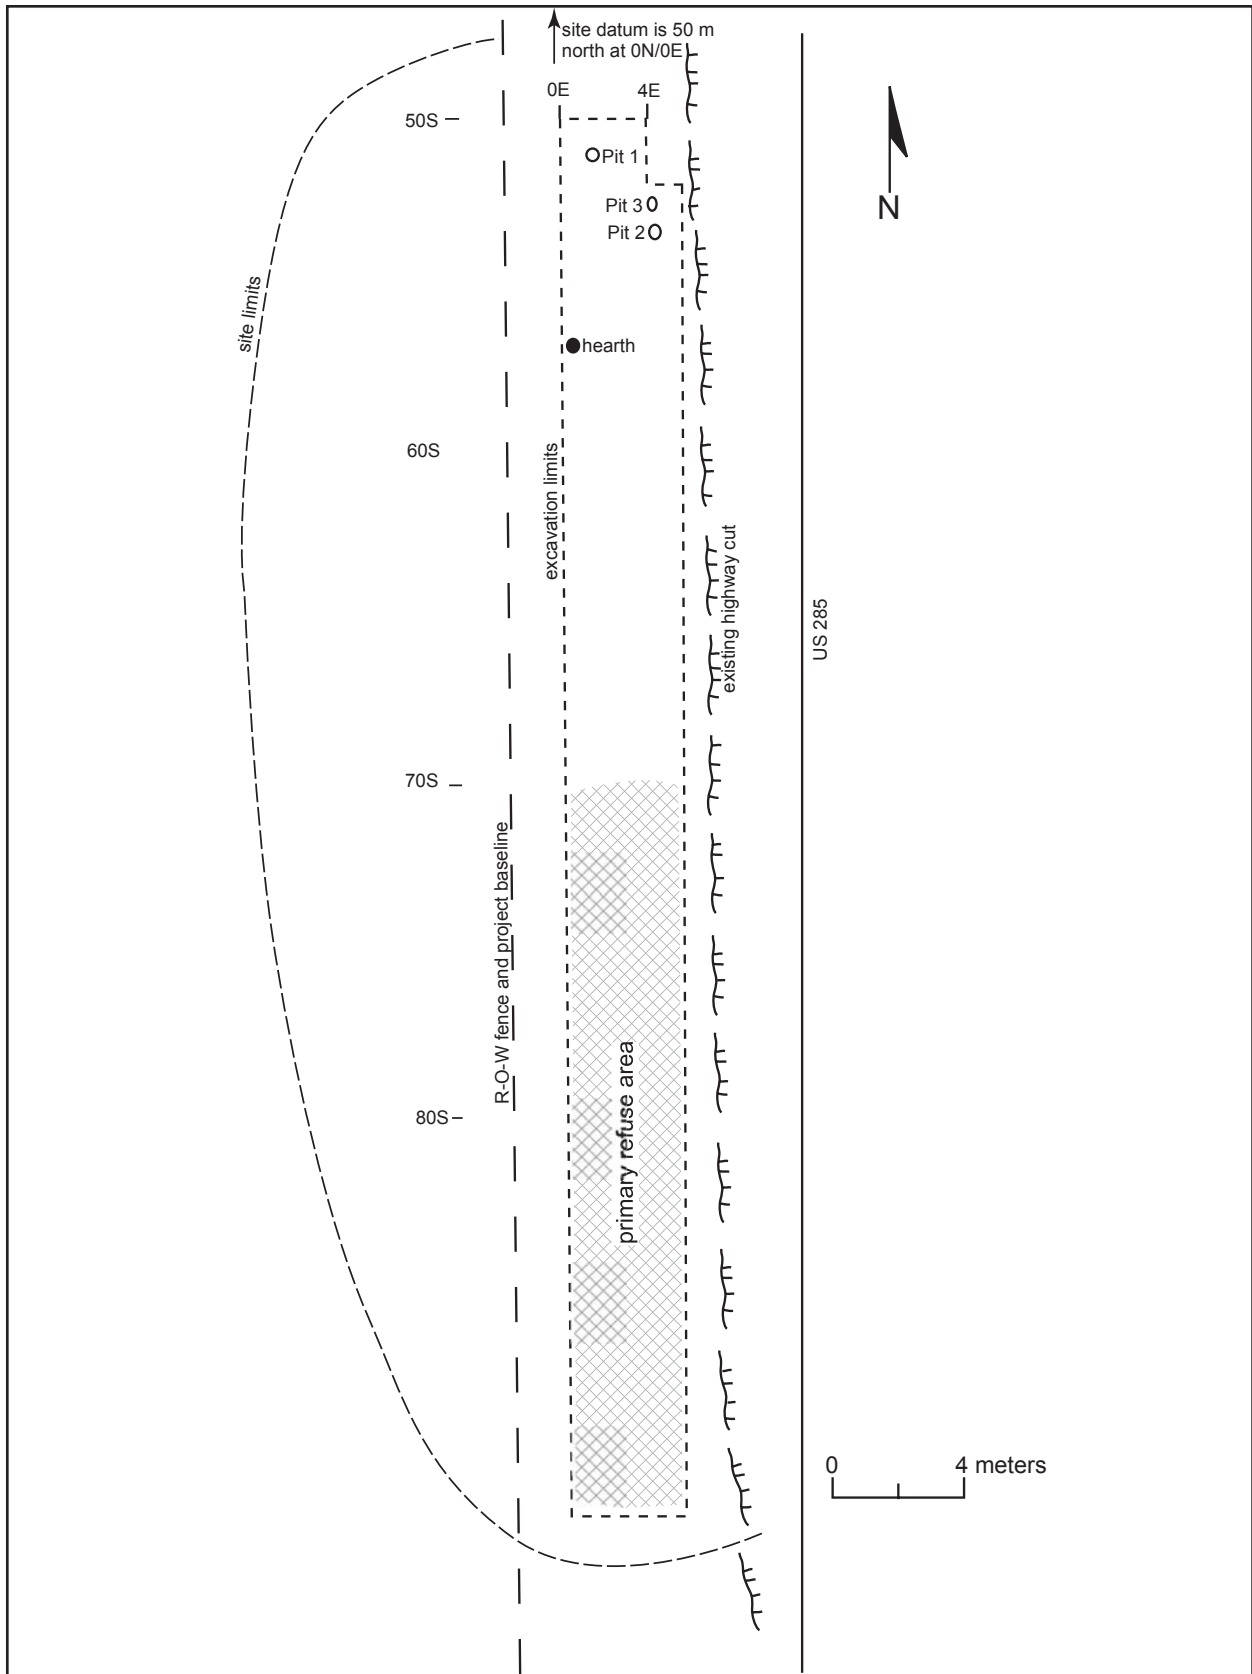 site datum is 50 m
north at 0N/0E
0E
4E
50S
Pit 1
Pit 3
Pit 2
N
site limits
hearth
60S
excavation limits
existing highway cut
US 285
70S
R-O-W fence and project baseline
primary refuse area
80S
0
4 meters